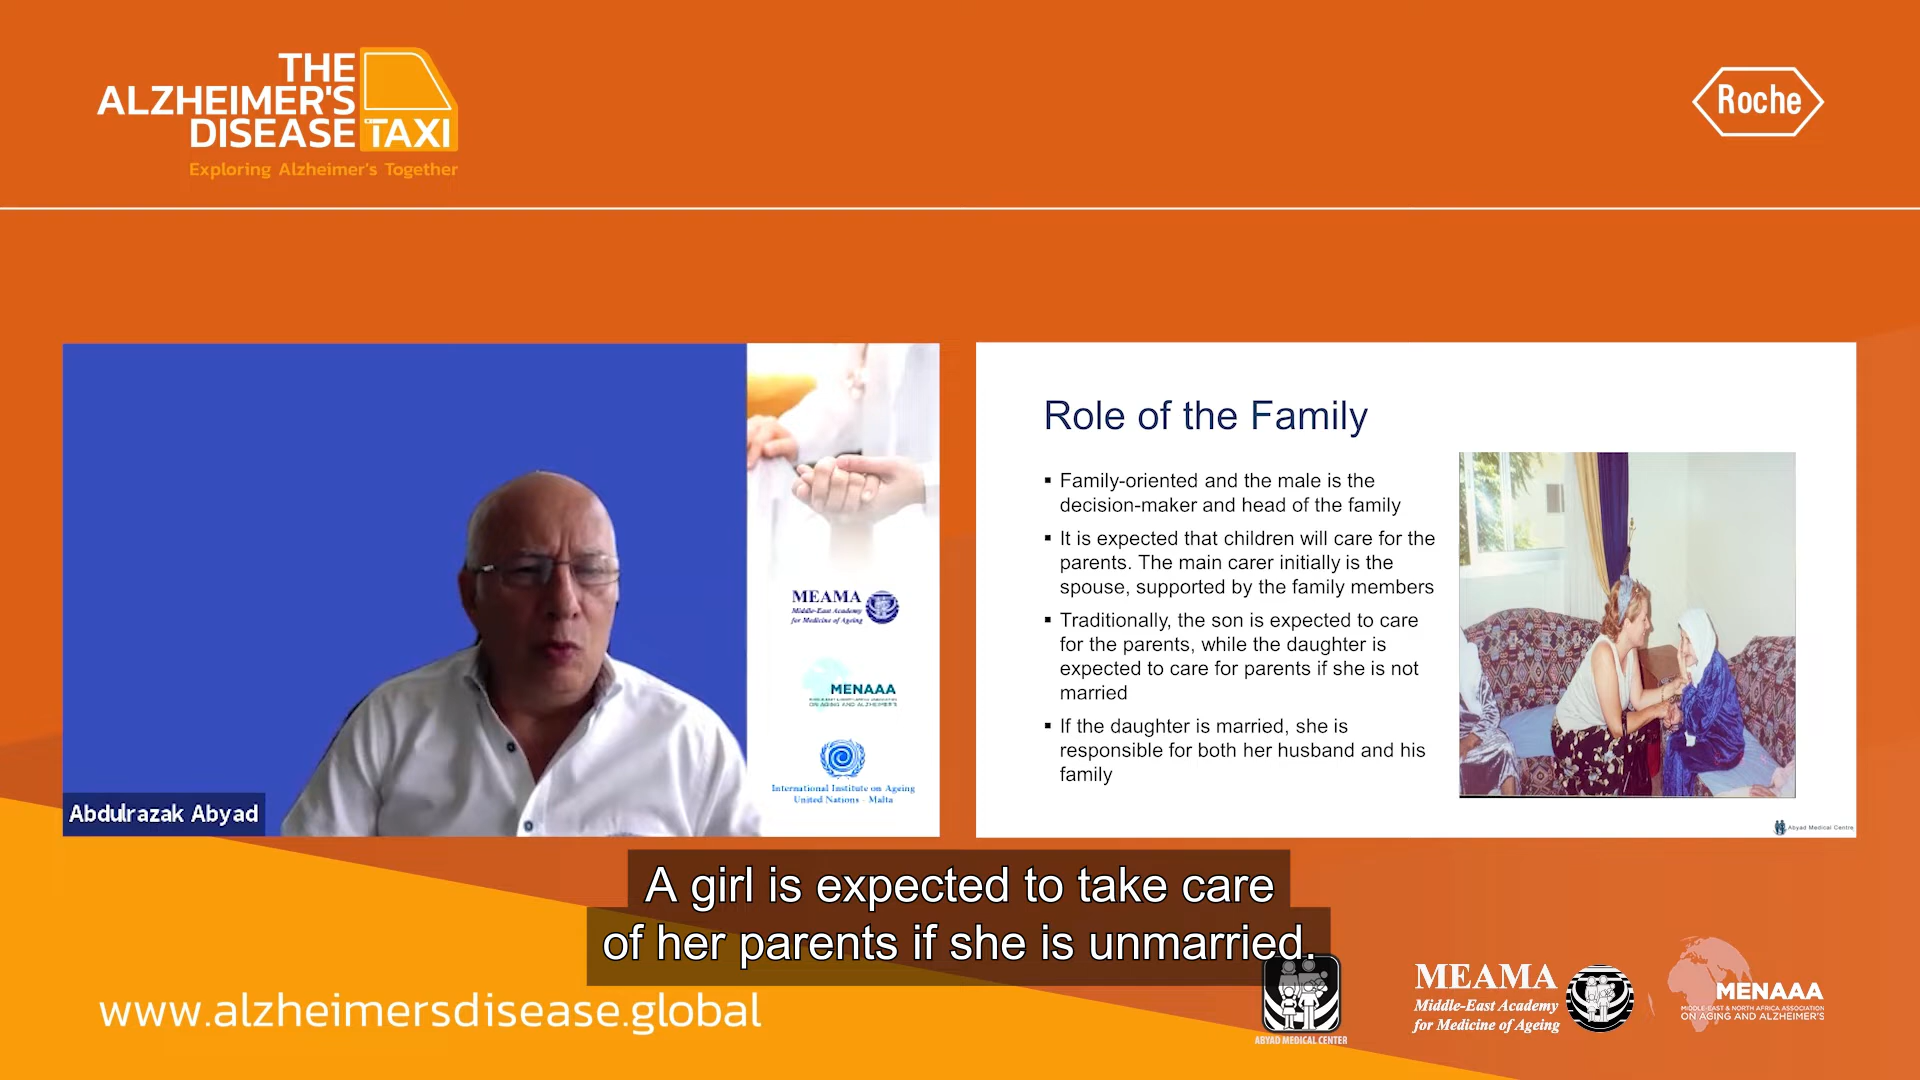 THE
ALZHEIMER'S
DISEASE TAXI
Exploring Alzheimer's Together
Roche
MEAMA
Middle-East Academy
for Medicine of Ageing
MENAAA
ON AGING AND ALZHEIMER'S
International Institute on Ageing
United Nations - Malta
Abdulrazak Abyad
Role of the Family
▪ Family-oriented and the male is the
decision-maker and head of the family
▪ It is expected that children will care for the
parents. The main carer initially is the
spouse, supported by the family members
▪ Traditionally, the son is expected to care
for the parents, while the daughter is
expected to care for parents if she is not
married
▪ If the daughter is married, she is
responsible for both her husband and his
family
Abyad Medical Centre
A girl is expected to take care
of her parents if she is unmarried.
www.alzheimersdisease.global
ABYAD MEDICAL CENTER
MEAMA
Middle-East Academy
for Medicine of Ageing
MENAAA
MIDDLE-EAST & NORTH AFRICA ASSOCIATION
ON AGING AND ALZHEIMER'S